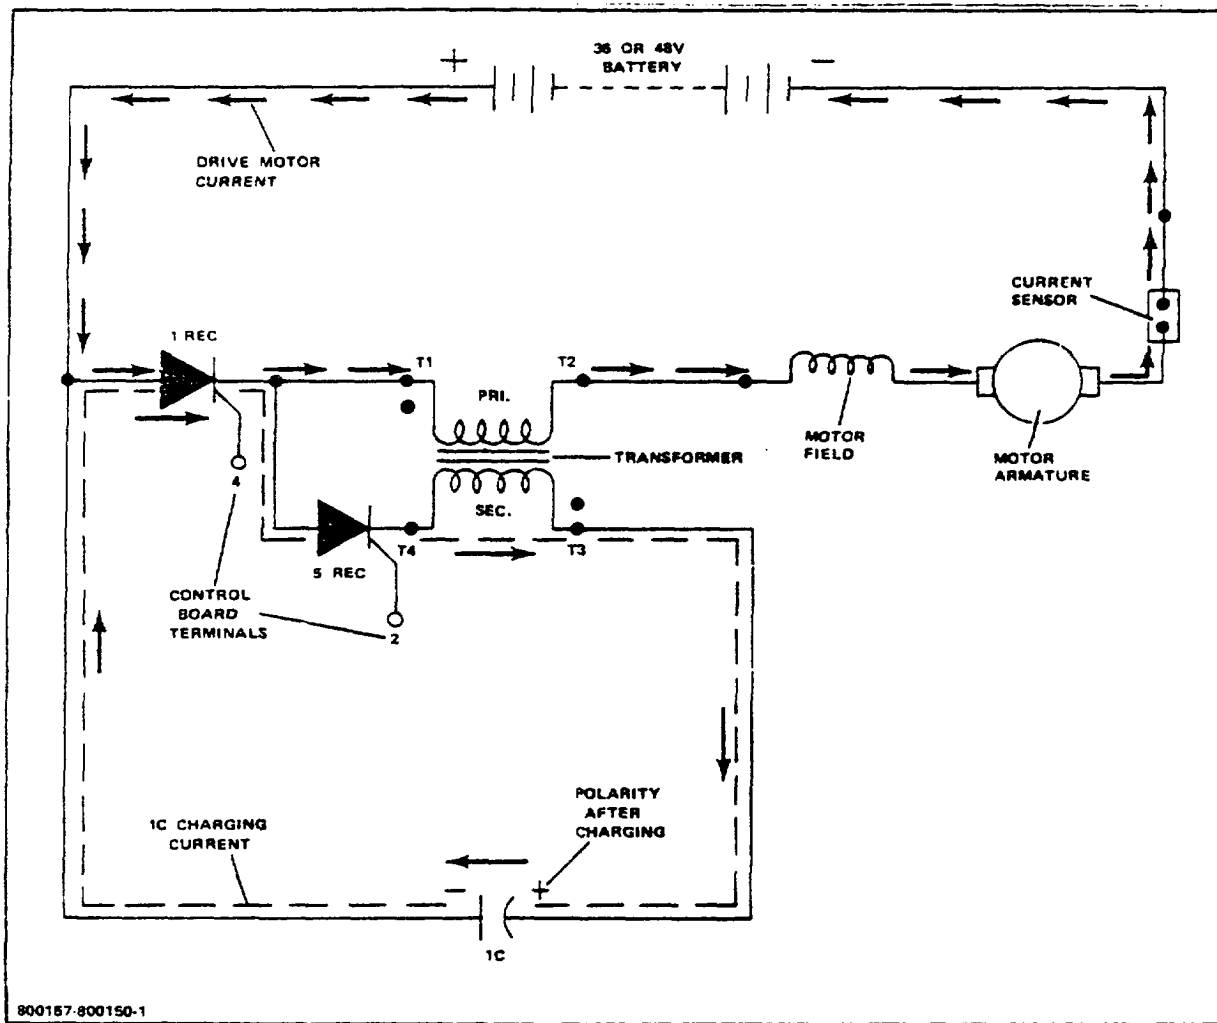 36 OR 48V
BATTERY
+
−
DRIVE MOTOR
CURRENT
CURRENT
SENSOR
1 REC
T1
T2
PRI.
MOTOR
FIELD
MOTOR
ARMATURE
TRANSFORMER
4
SEC.
T4
T3
5 REC
CONTROL
BOARD
TERMINALS
2
POLARITY
AFTER
CHARGING
1C CHARGING
CURRENT
−
+
1C
800157-800150-1